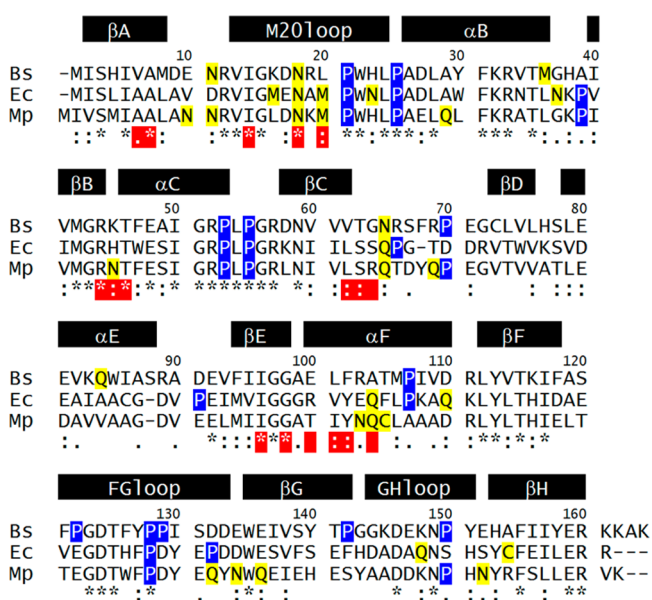 βA M20loop αB
10 20 30 40
Bs -MISHIVAMDE NRVIGKDNRL PWHLPADLAY FKRVTMGHAI
Ec -MISLIAALAV DRVIGMENAM PWNLPADLAW FKRNTLNKPV
Mp MIVSMIAALAN NRVIGLDNKM PWHLPAELQL FKRATLGKPI
::* *.* :**:* *:* : **:***:* *** *:.:.:
βB αC βC βD
50 60 70 80
Bs VMGRKTFEAI GRPLPGRDNV VVTGNRSFRP EGCLVLHSLE
Ec IMGRHTWESI GRPLPGRKNI ILSSQPG-TD DRVTWVKSVD
Mp VMGRNTFESI GRPLPGRLNI VLSRQTDYQP EGVTVVATLE
:***:*:*:* ******* *: ::: : . : : :::
αE βE αF βF
90 100 110 120
Bs EVKQWIASRA DEVFIIGGAE LFRATMPIVD RLYVTKIFAS
Ec EAIAACG-DV PEIMVIGGGR VYEQFLPKAQ KLYLTHIDAE
Mp DAVVAAG-DV EELMIIGGAT IYNQCLAAAD RLYLTHIELT
:. . . *:::***. ::. : .: :**:*:*
FGloop βG GHloop βH
130 140 150 160
Bs FPGDTFYPPI SDDEWEIVSY TPGGKDEKNP YEHAFIIYER KKAK
Ec VEGDTHFPDY EPDDWESVFS EFHDADAQNS HSYCFEILER R---
Mp TEGDTWFPDY EQYNWQEIEH ESYAADDKNP HNYRFSLLER VK--
*** :* . :*: : * :*. :.: * : **